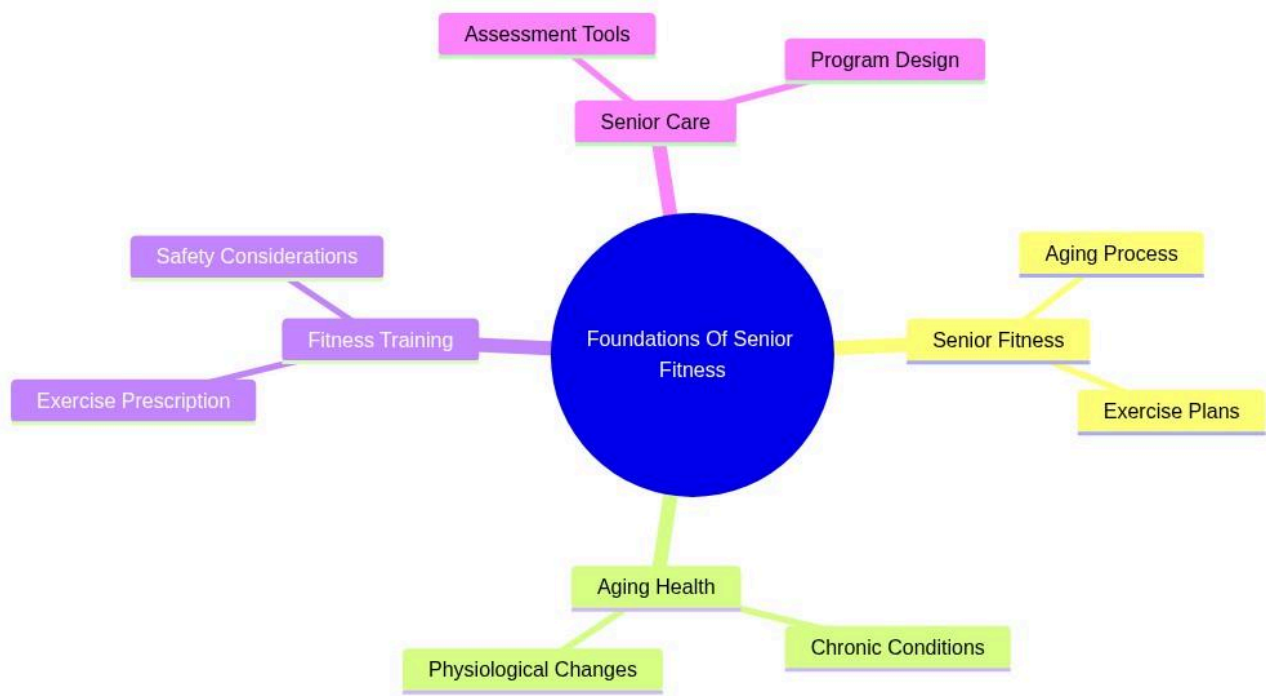 Assessment Tools
Program Design
Senior Care
Safety Considerations
Fitness Training
Exercise Prescription
Foundations Of Senior
Fitness
Aging Process
Senior Fitness
Exercise Plans
Aging Health
Physiological Changes
Chronic Conditions